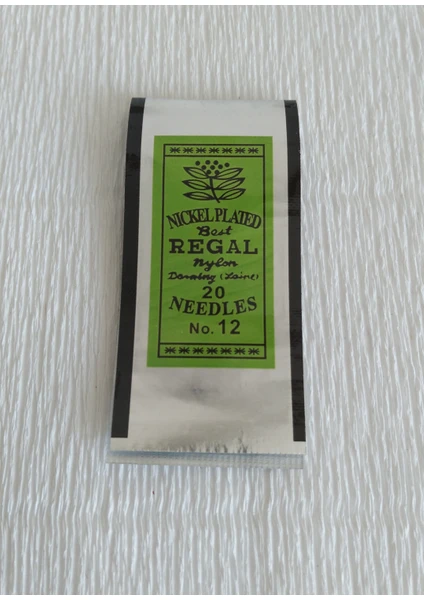 NICKEL PLATED
Best
REGAL
Nylon
Darning (Laine)
20
NEEDLES
No. 12